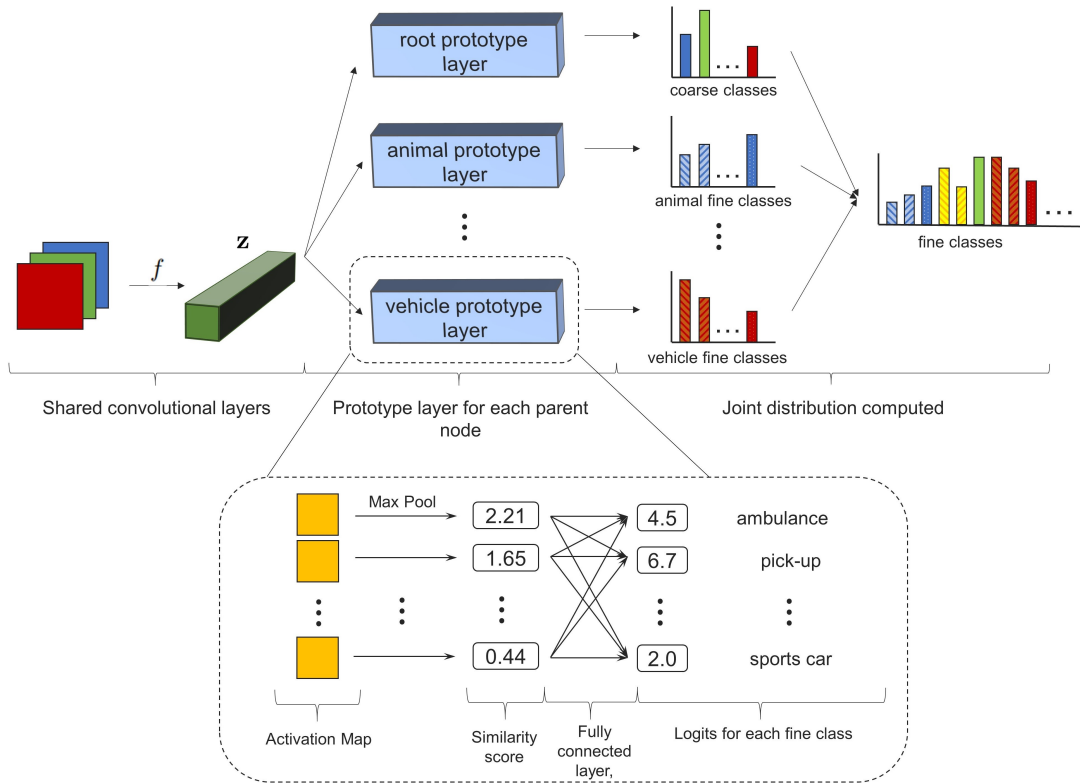 root prototype
layer
coarse classes
animal prototype
layer
animal fine classes
fine classes
z
f
vehicle prototype
layer
vehicle fine classes
Shared convolutional layers
Prototype layer for each parent
node
Joint distribution computed
Max Pool
2.21
4.5
ambulance
1.65
6.7
pick-up
0.44
2.0
sports car
Activation Map
Similarity
score
Fully
connected
layer,
Logits for each fine class